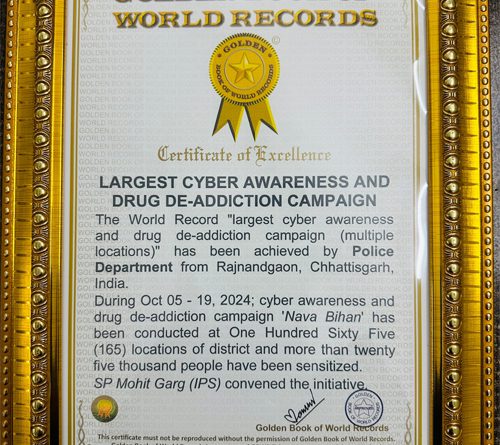 GOLDEN BOOK OF
WORLD RECORDS
GOLDEN
BOOK OF WORLD RECORDS
©
Certificate of Excellence
LARGEST CYBER AWARENESS AND
DRUG DE-ADDICTION CAMPAIGN
The World Record "largest cyber awareness
and drug de-addiction campaign (multiple
locations)" has been achieved by Police
Department from Rajnandgaon, Chhattisgarh,
India.
During Oct 05 - 19, 2024; cyber awareness and
drug de-addiction campaign 'Nava Bihan' has
been conducted at One Hundred Sixty Five
(165) locations of district and more than twenty
five thousand people have been sensitized.
SP Mohit Garg (IPS) convened the initiative.
Golden Book of World Records
This certificate must not be reproduced without the permission of Golden Book of World Records.